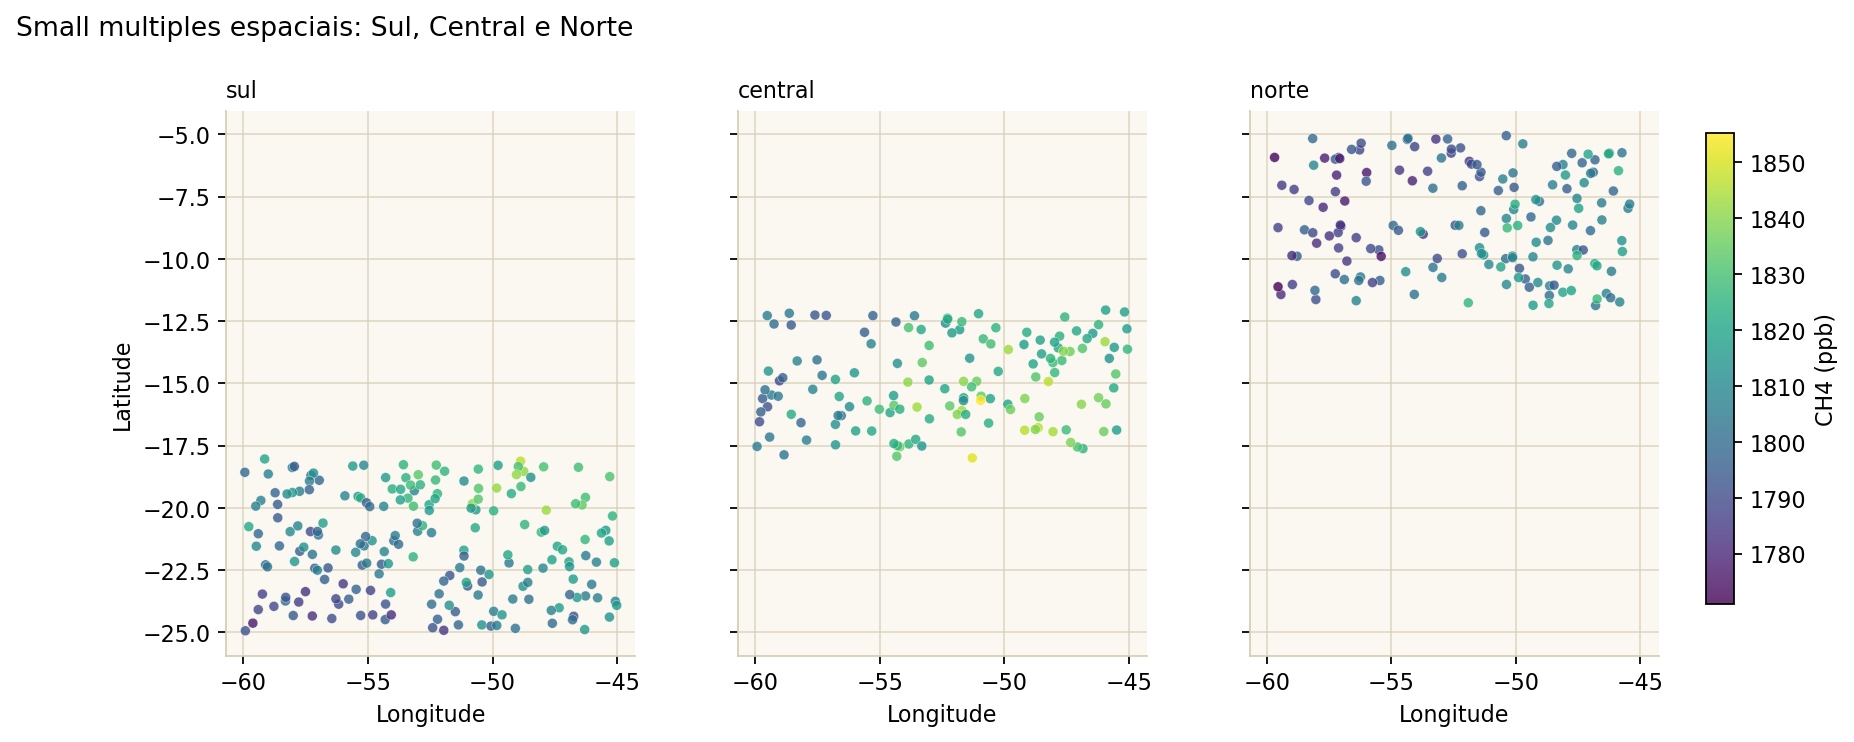 Small multiples espaciais: Sul, Central e Norte
sul
central
norte
−5.0
−7.5
−10.0
−12.5
−15.0
−17.5
−20.0
−22.5
−25.0
Latitude
−60 −55 −50 −45
−60 −55 −50 −45
−60 −55 −50 −45
Longitude
Longitude
Longitude
1850
1840
1830
1820
1810
1800
1790
1780
CH4 (ppb)